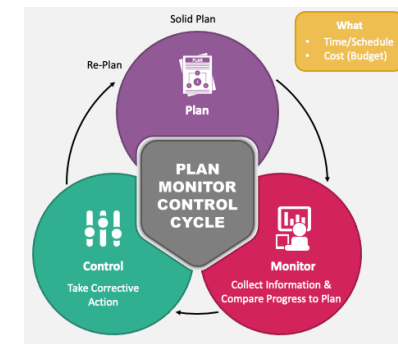 Solid Plan
What
• Time/Schedule
• Cost (Budget)
Re-Plan
PLAN
Plan
PLAN
MONITOR
CONTROL
CYCLE
Control
Take Corrective
Action
Monitor
Collect Information &
Compare Progress to Plan